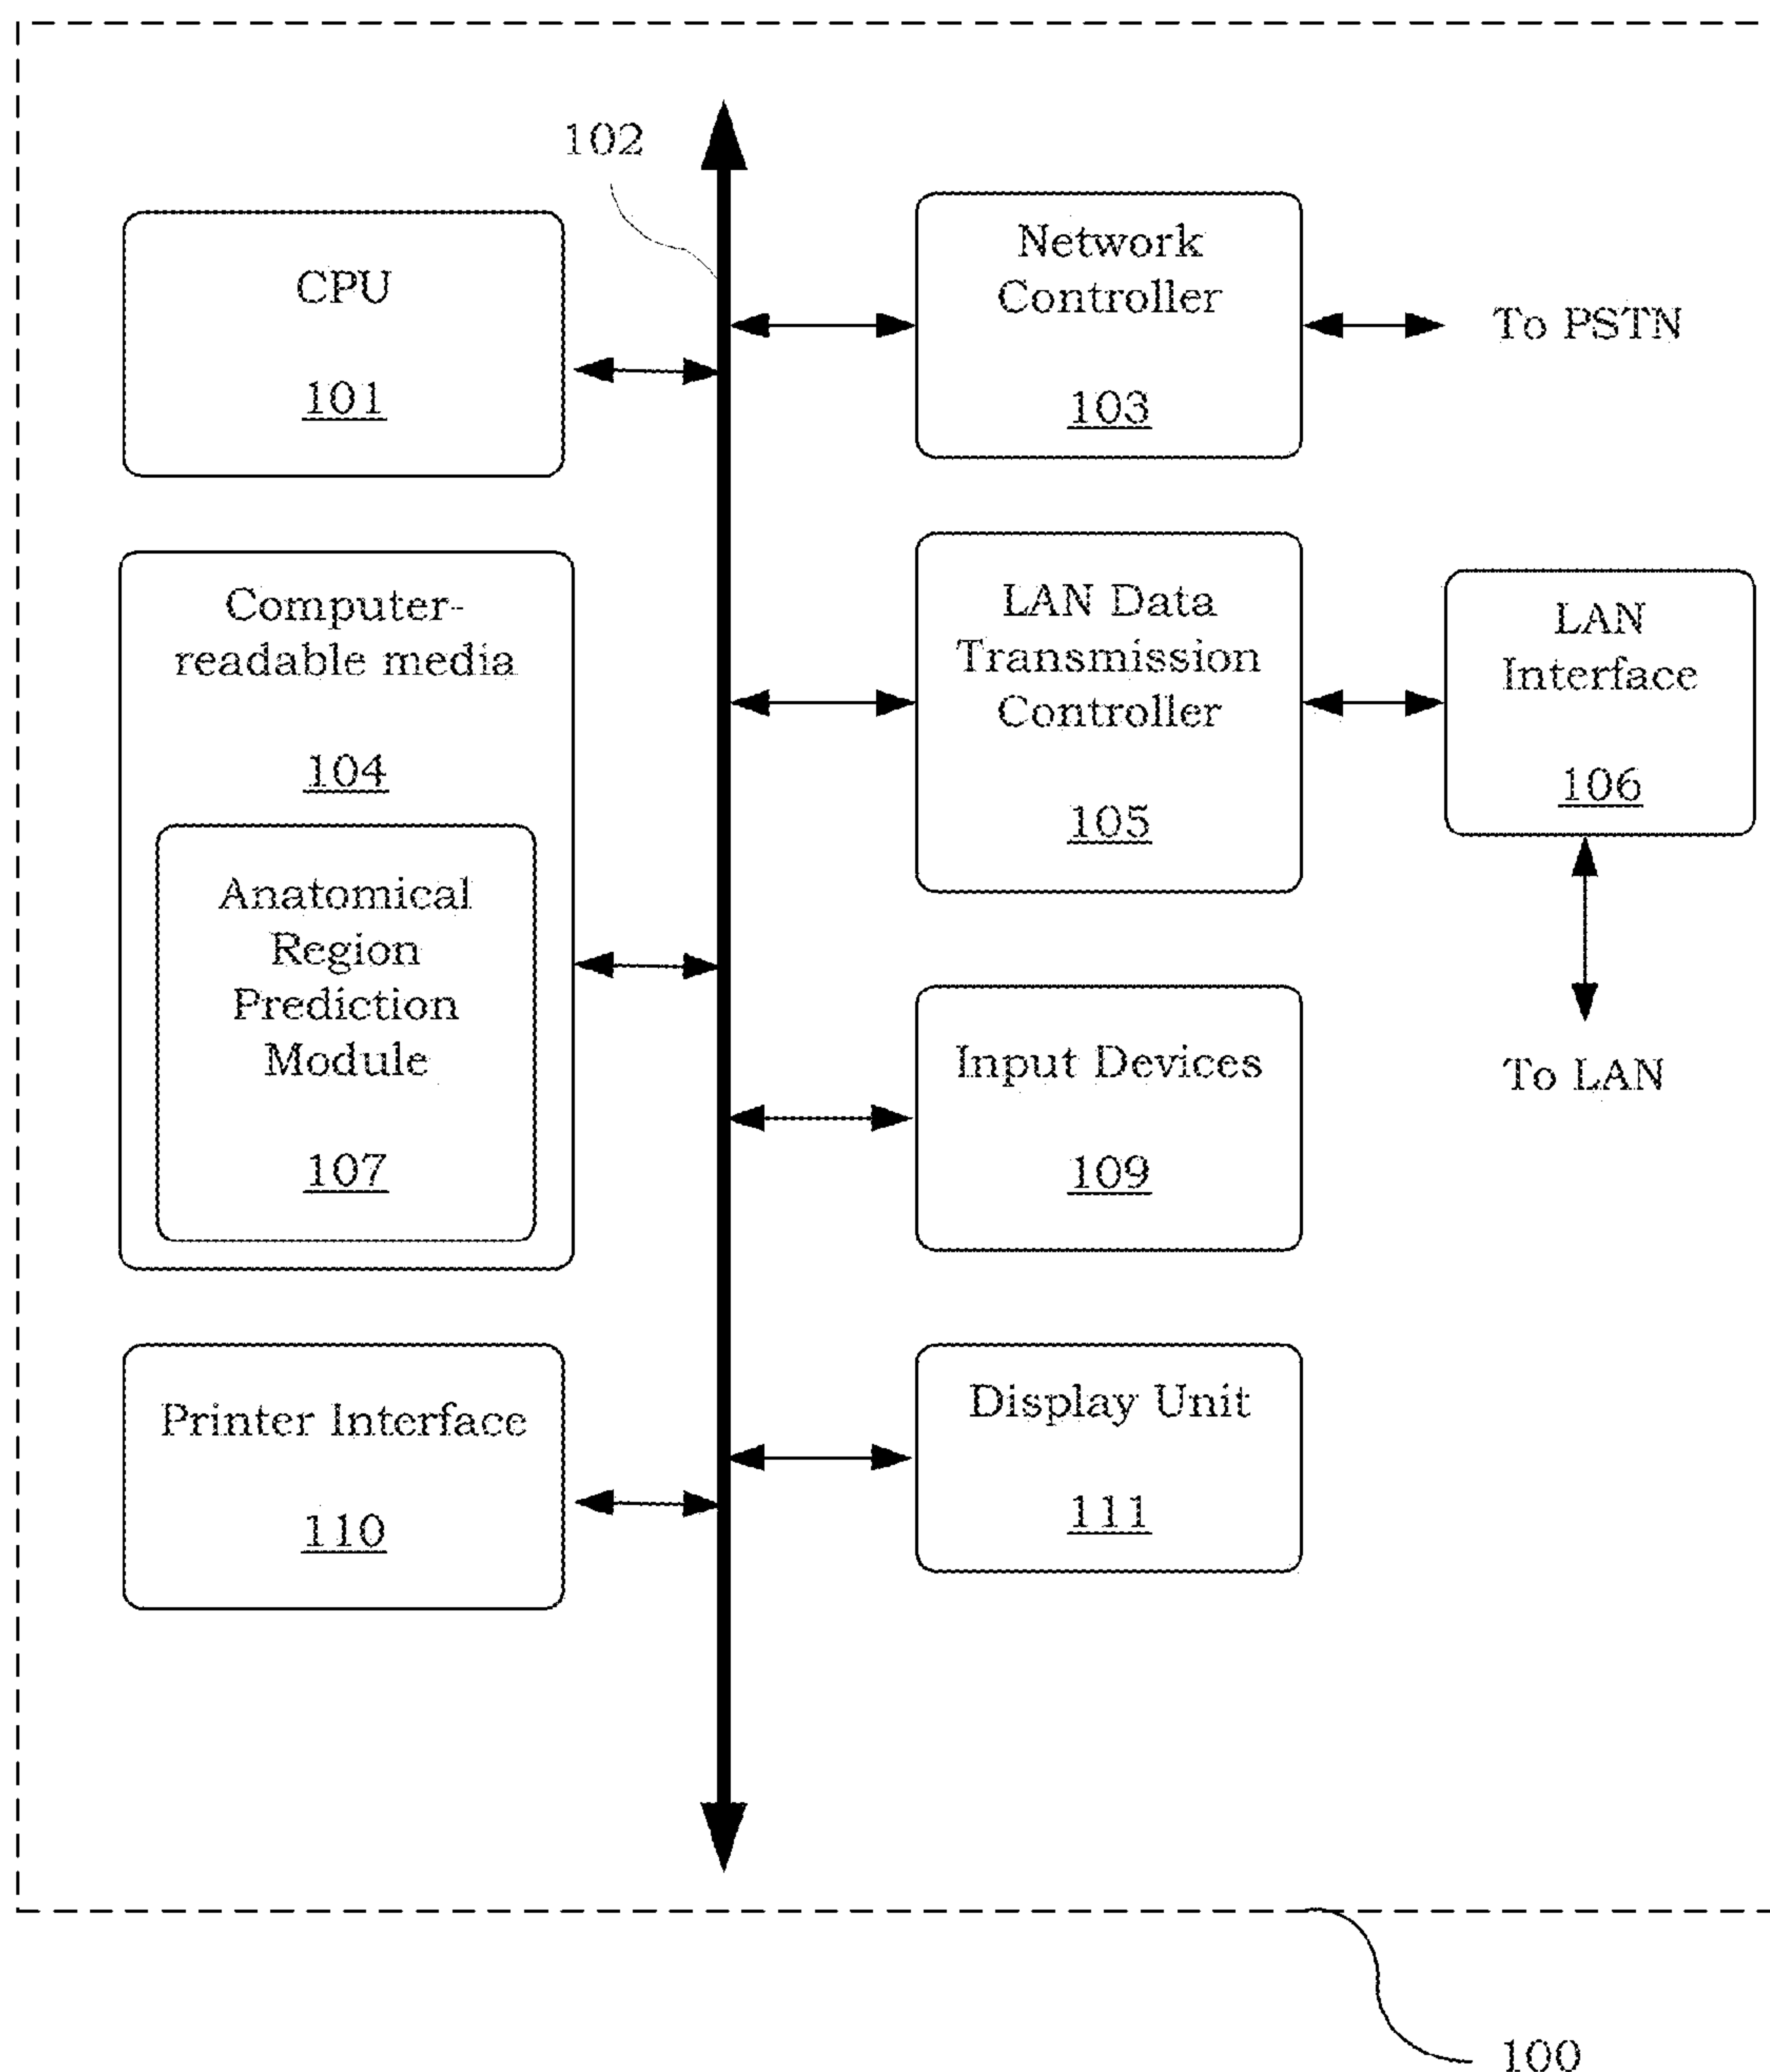 102
CPU
101
Network
Controller
103
To PSTN
Computer-
readable media
104
LAN Data
Transmission
Controller
105
LAN
Interface
106
Anatomical
Region
Prediction
Module
107
To LAN
Input Devices
109
Printer Interface
110
Display Unit
111
100